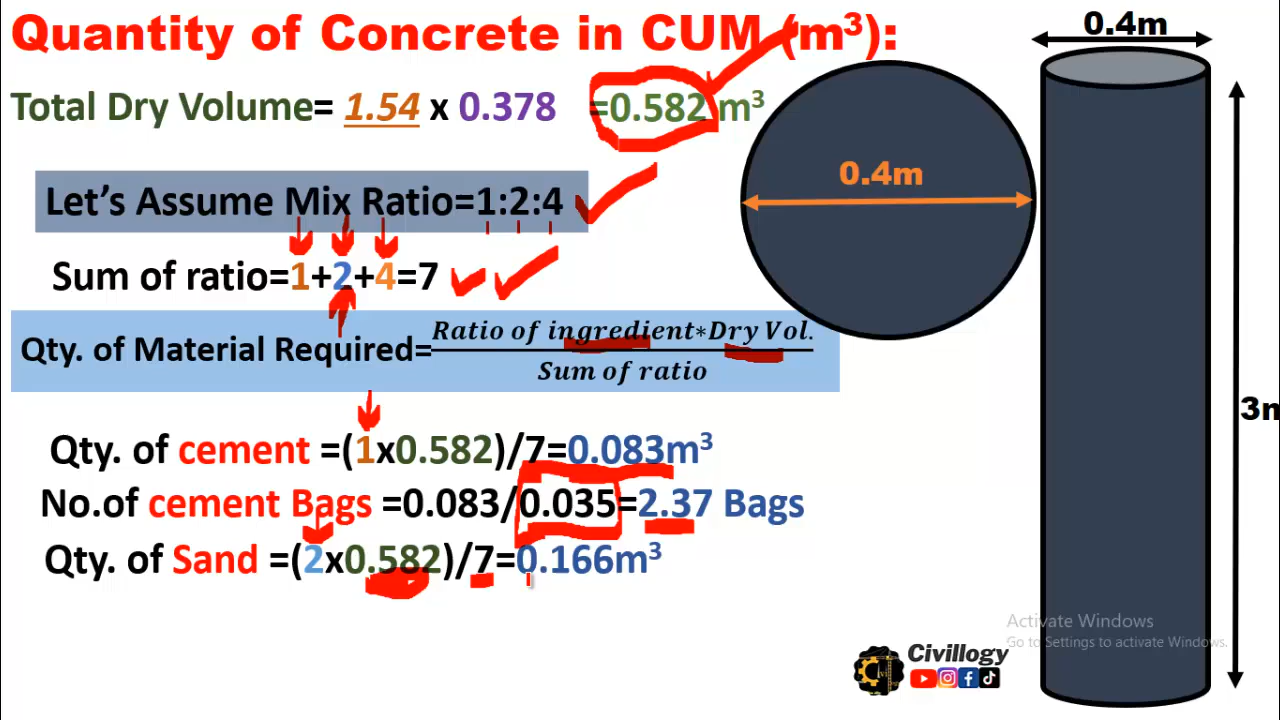 Quantity of Concrete in CUM (m³):
Total Dry Volume= 1.54 x 0.378 =0.582 m³
Let's Assume Mix Ratio=1:2:4
Sum of ratio=1+2+4=7
Qty. of Material Required=
Ratio of ingredient*Dry Vol.
Sum of ratio
Qty. of cement =(1x0.582)/7=0.083m³
No.of cement Bags =0.083/0.035=2.37 Bags
Qty. of Sand =(2x0.582)/7=0.166m³
0.4m
0.4m
3m
Activate Windows
Go to Settings to activate Windows.
Civillogy